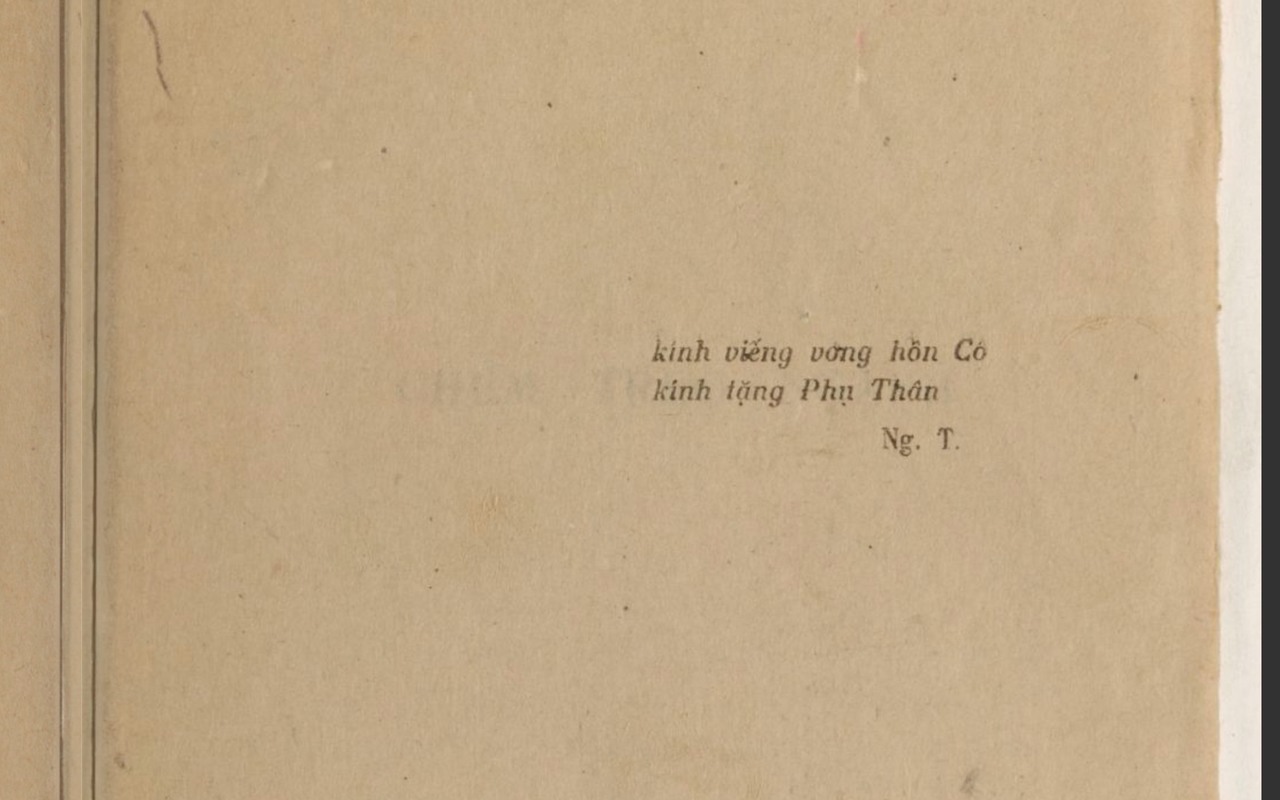 kính viếng vong hồn Cô
kính tặng Phụ Thân
Ng. T.